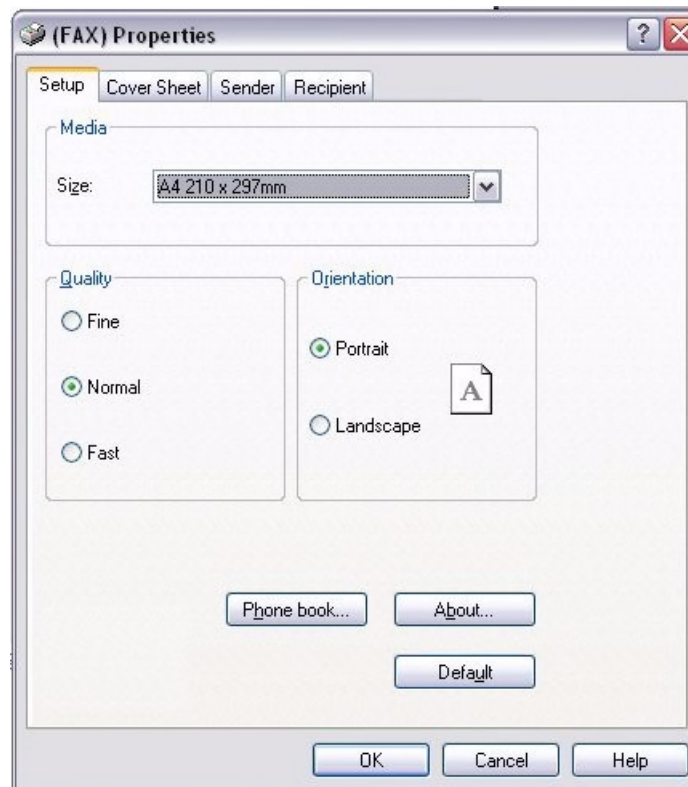 (FAX) Properties
Setup Cover Sheet Sender Recipient
Media
Size: A4 210 x 297mm
Quality Orientation
Fine
Portrait
Normal
A
Landscape
Fast
Phone book... About...
Default
OK Cancel Help